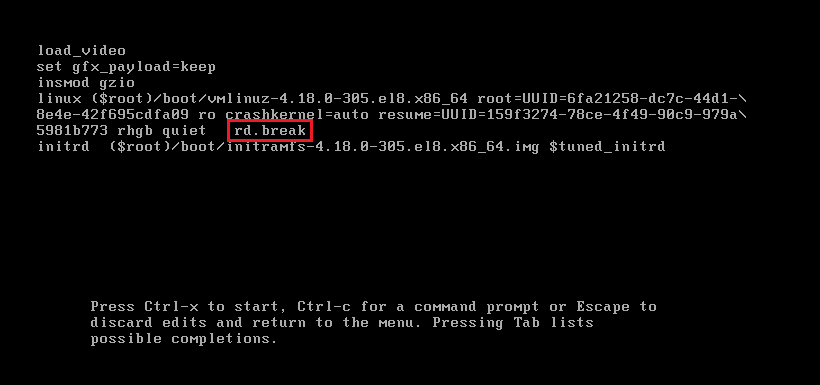 load_video
set gfx_payload=keep
insmod gzio
linux ($root)/boot/vmlinuz-4.18.0-305.el8.x86_64 root=UUID=6fa21258-dc7c-44d1-\
8e4e-42f695cdfa09 ro crashkernel=auto resume=UUID=159f3274-78ce-4f49-90c9-979a\
5981b773 rhgb quiet  rd.break
initrd  ($root)/boot/initramfs-4.18.0-305.el8.x86_64.img $tuned_initrd
Press Ctrl-x to start, Ctrl-c for a command prompt or Escape to
discard edits and return to the menu. Pressing Tab lists
possible completions.